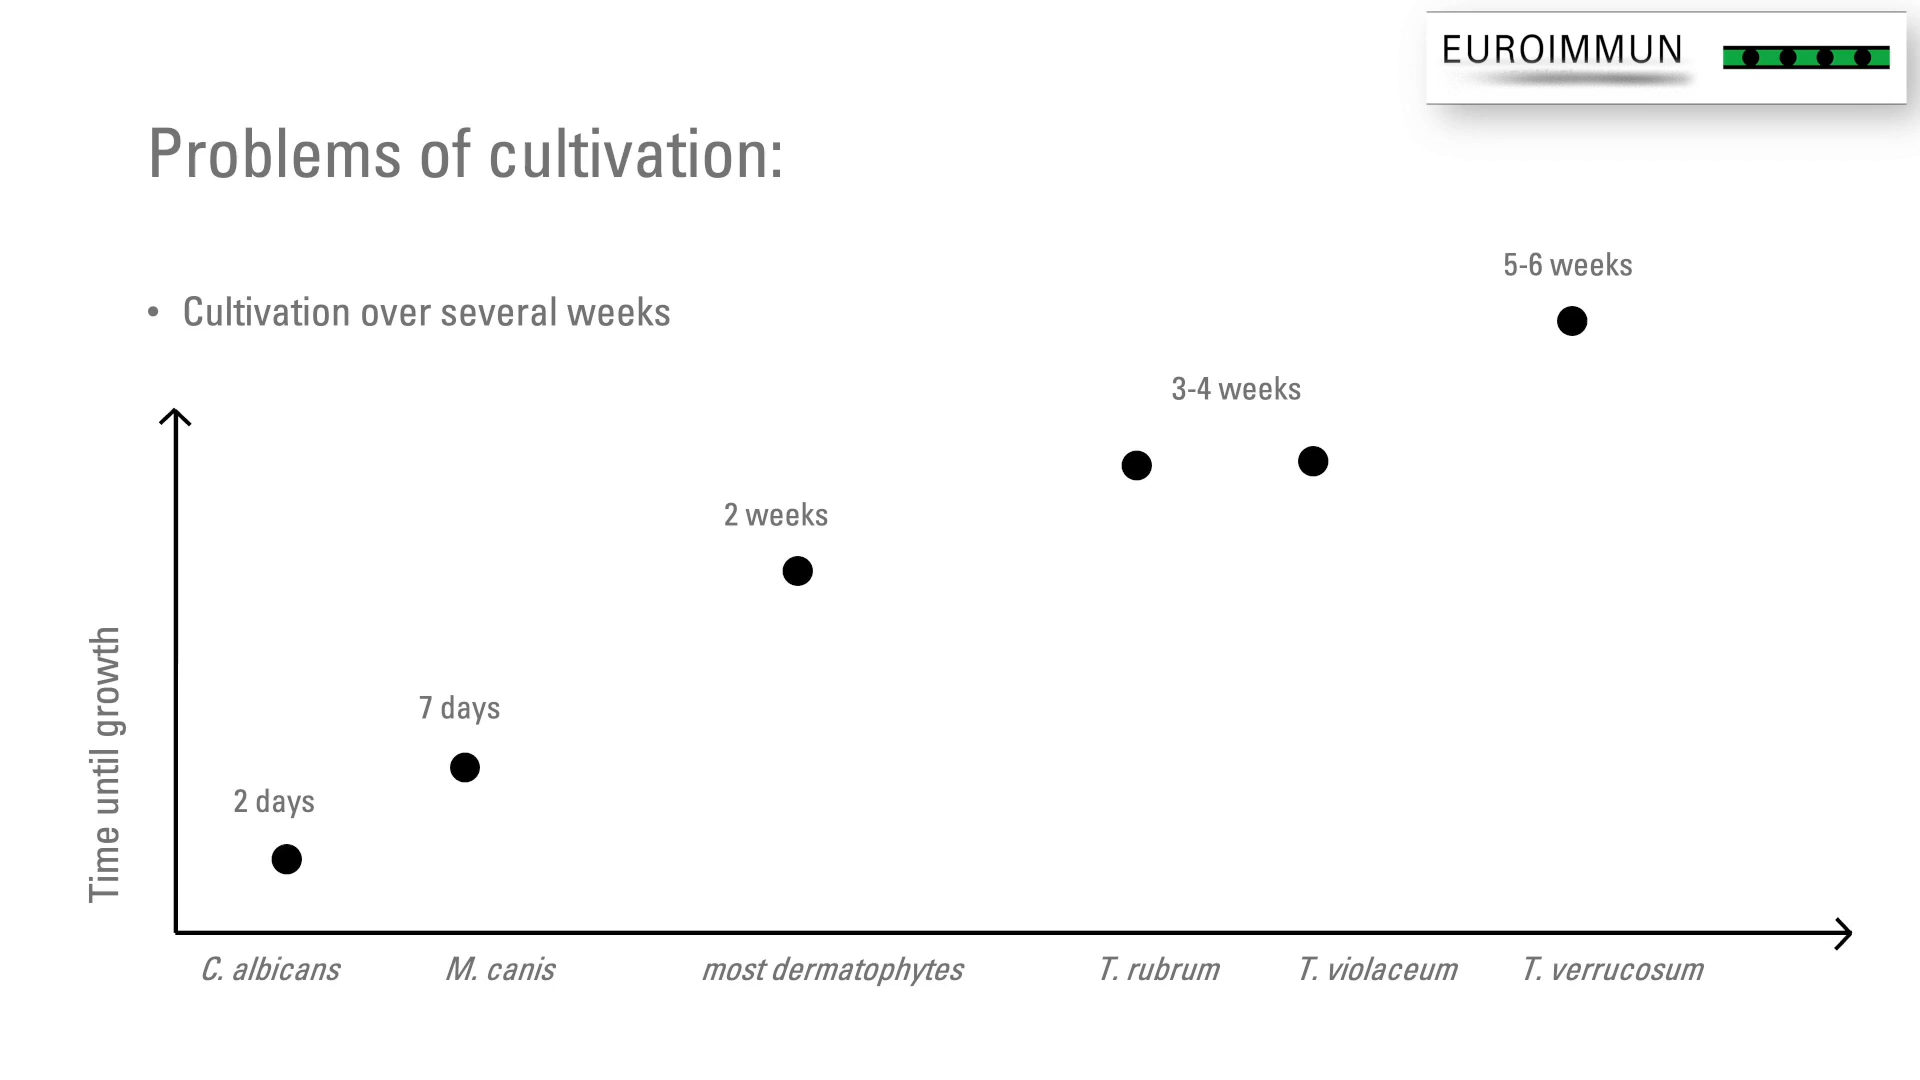 EUROIMMUN
Problems of cultivation:
• Cultivation over several weeks
5-6 weeks
3-4 weeks
2 weeks
7 days
2 days
Time until growth
C. albicans
M. canis
most dermatophytes
T. rubrum
T. violaceum
T. verrucosum